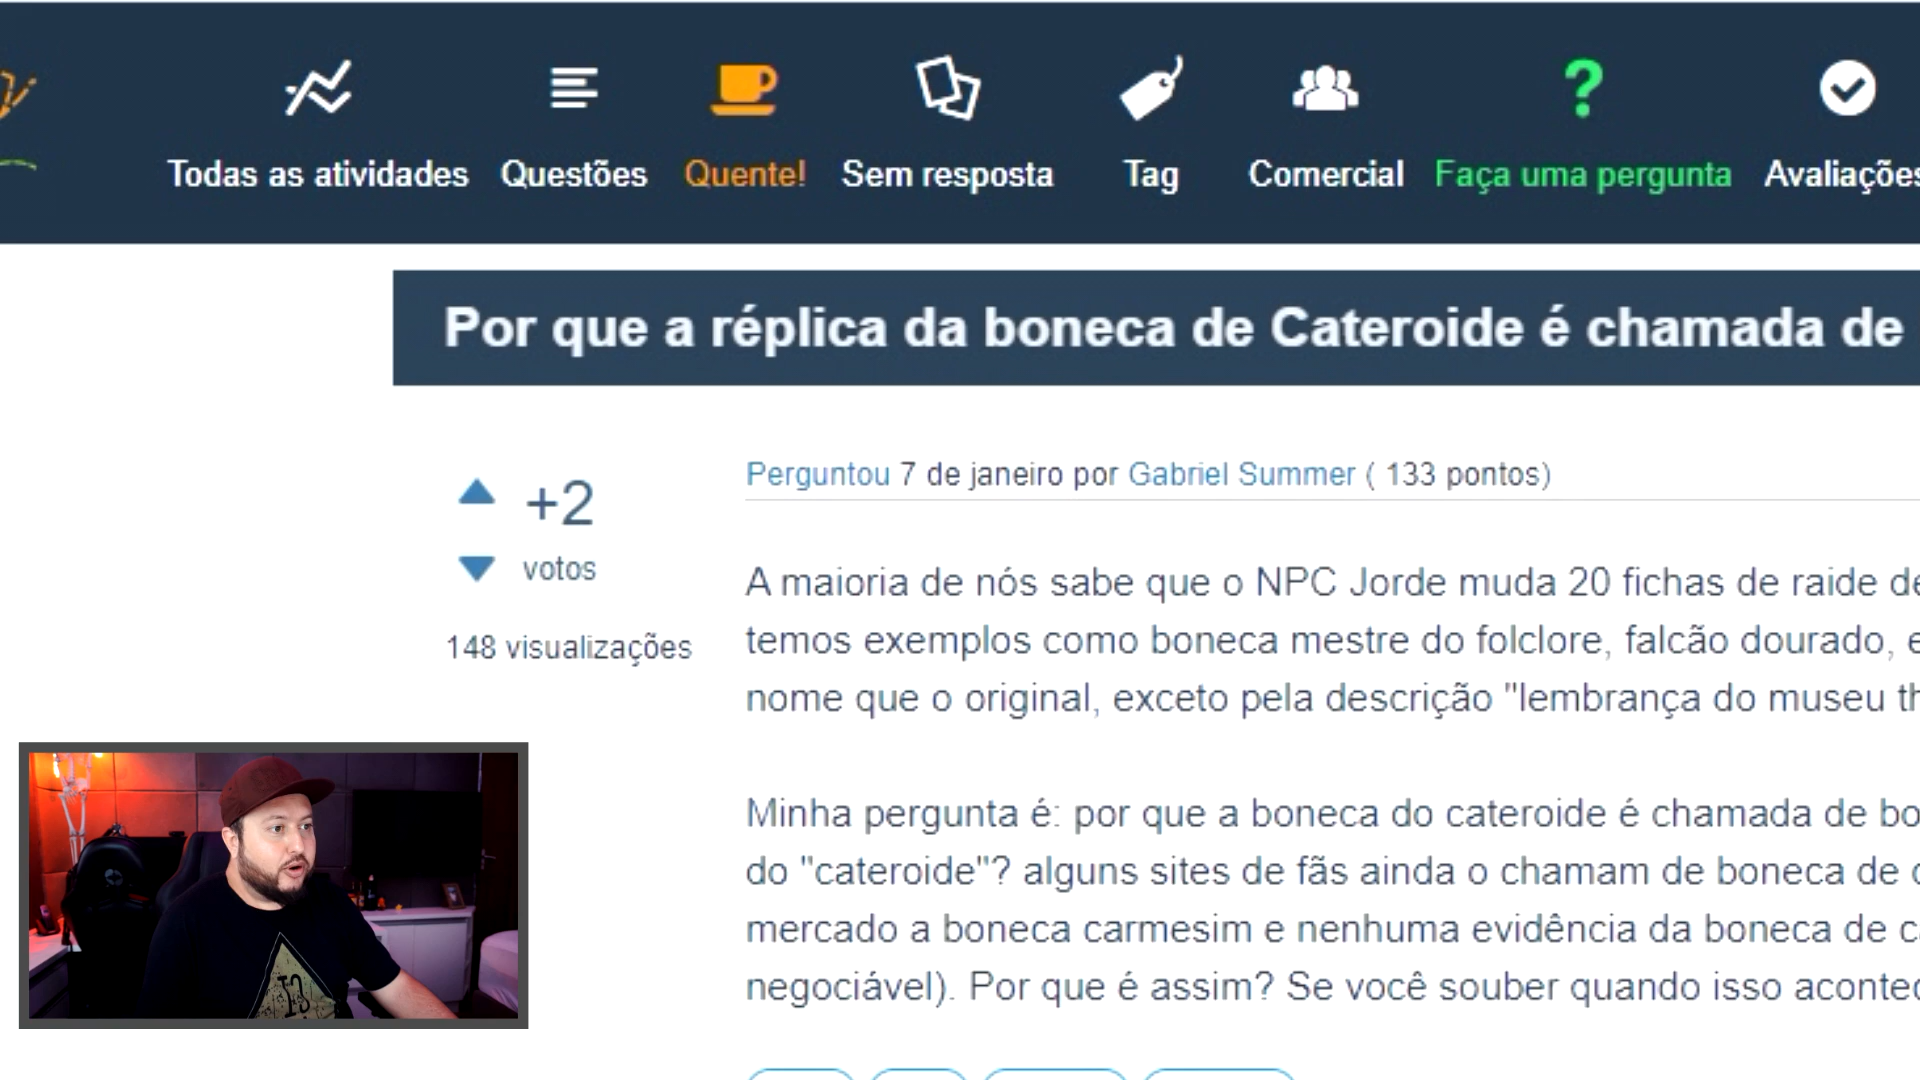 Todas as atividades
Questões
Quente!
Sem resposta
Tag
Comercial
Faça uma pergunta
Avaliações
Por que a réplica da boneca de Cateroide é chamada de
Perguntou 7 de janeiro por Gabriel Summer ( 133 pontos)
+2
votos
148 visualizações
A maioria de nós sabe que o NPC Jorde muda 20 fichas de raide
temos exemplos como boneca mestre do folclore, falcão dourado,
nome que o original, exceto pela descrição "lembrança do museu
Minha pergunta é: por que a boneca do cateroide é chamada de
do "cateroide"? alguns sites de fãs ainda o chamam de boneca de
mercado a boneca carmesim e nenhuma evidência da boneca de
negociável). Por que é assim? Se você souber quando isso